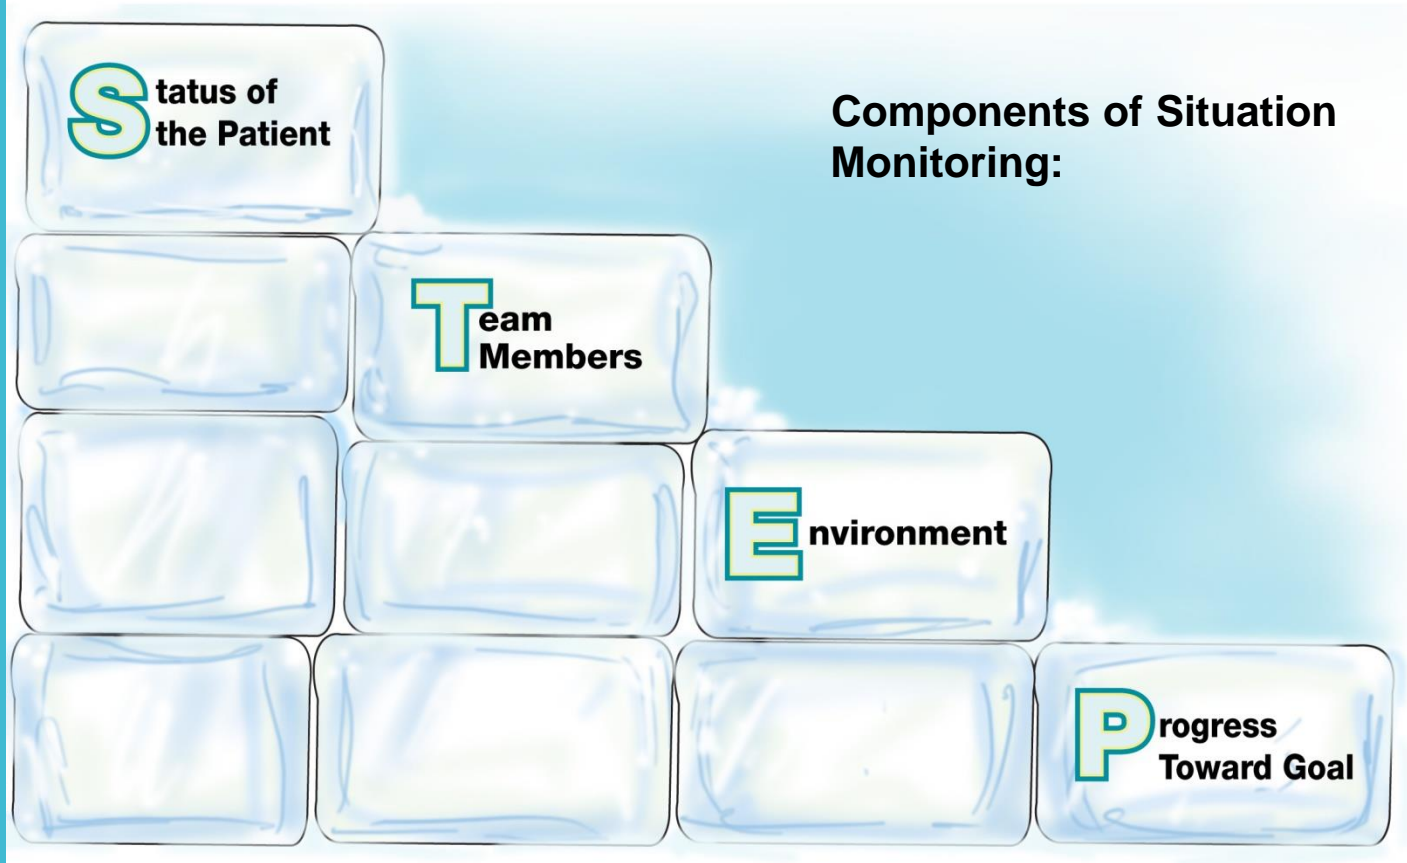 Status of
the Patient
Components of Situation
Monitoring:
Team
Members
Environment
Progress
Toward Goal